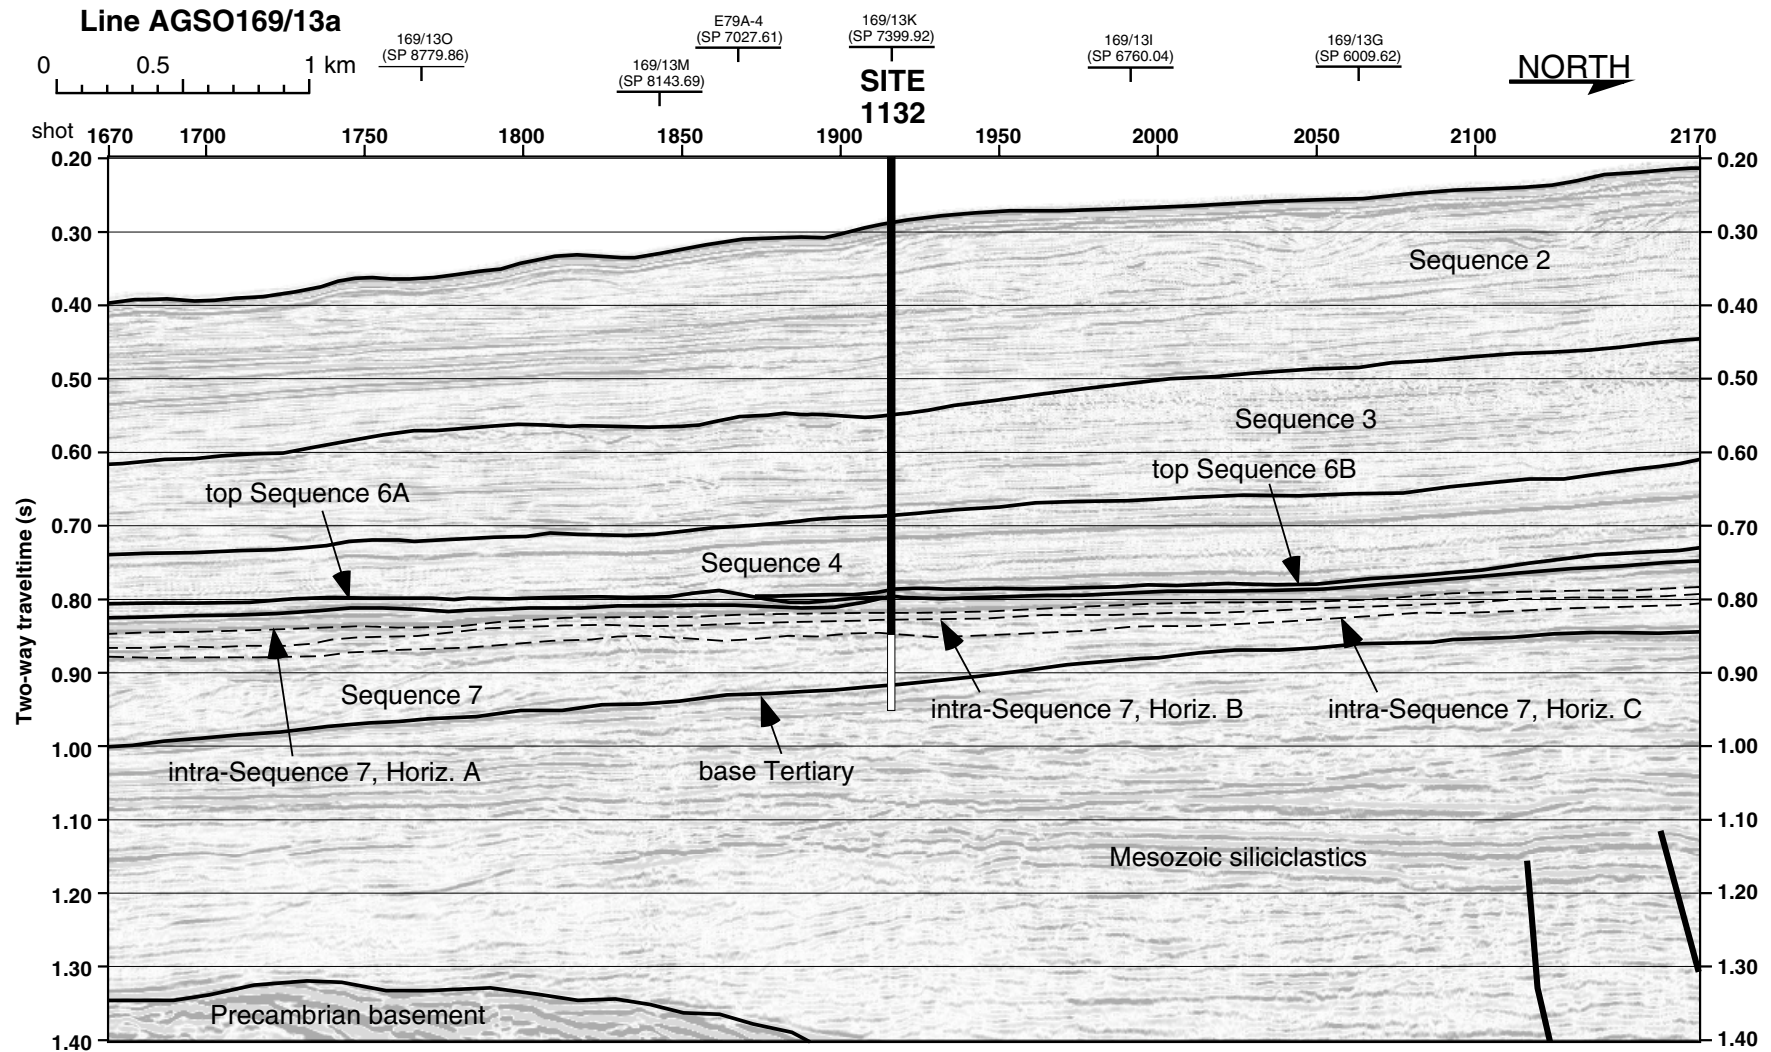 Line AGSO169/13a
0 0.5 1 km
169/13O
(SP 8779.86)
169/13M
(SP 8143.69)
E79A-4
(SP 7027.61)
169/13K
(SP 7399.92)
SITE
1132
169/13I
(SP 6760.04)
169/13G
(SP 6009.62)
NORTH
shot 1670 1700 1750 1800 1850 1900 1950 2000 2050 2100 2170
0.20 0.20
0.30 0.30
Sequence 2
0.40 0.40
0.50 0.50
Sequence 3
0.60 0.60
top Sequence 6B
top Sequence 6A
0.70 0.70
Sequence 4
0.80 0.80
Two-way traveltime (s)
0.90 0.90
Sequence 7
intra-Sequence 7, Horiz. B
intra-Sequence 7, Horiz. C
1.00 1.00
intra-Sequence 7, Horiz. A
base Tertiary
1.10 1.10
Mesozoic siliciclastics
1.20 1.20
1.30 1.30
Precambrian basement
1.40 1.40